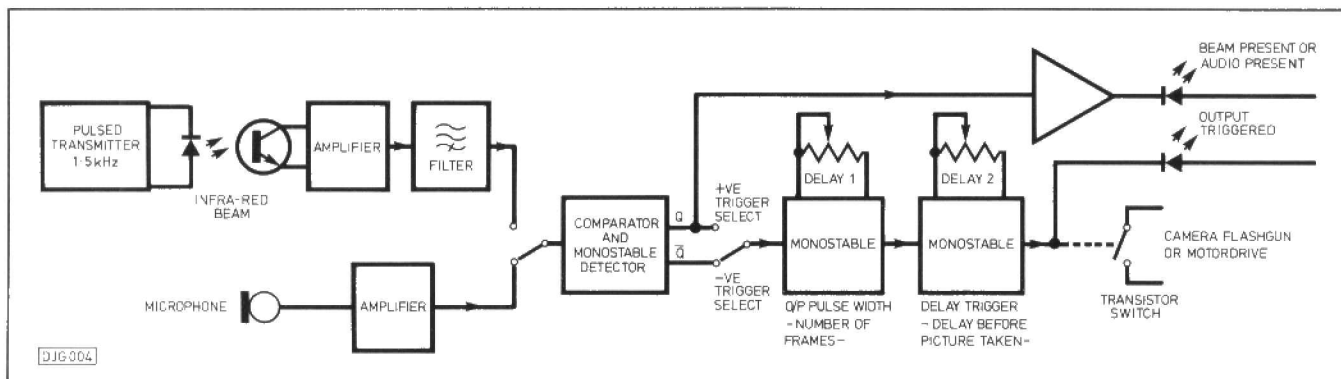 PULSED
TRANSMITTER
1·5kHz
INFRA-RED
BEAM
AMPLIFIER
FILTER
MICROPHONE
AMPLIFIER
COMPARATOR
AND
MONOSTABLE
DETECTOR
Q
Q̅
+VE
TRIGGER
SELECT
-VE
TRIGGER
SELECT
DELAY 1
MONOSTABLE
O/P PULSE WIDTH
-NUMBER OF
FRAMES-
DELAY 2
MONOSTABLE
DELAY TRIGGER
-DELAY BEFORE
PICTURE TAKEN-
BEAM PRESENT OR
AUDIO PRESENT
OUTPUT
TRIGGERED
CAMERA FLASHGUN
OR MOTORDRIVE
TRANSISTOR
SWITCH
DJG004